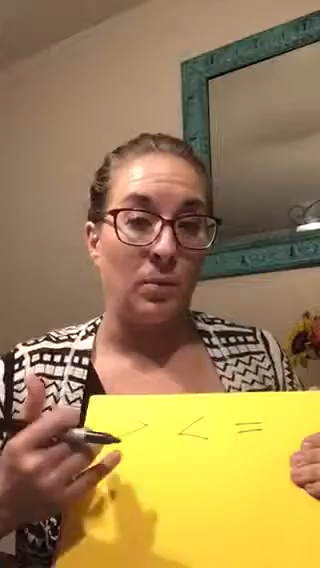 > < =